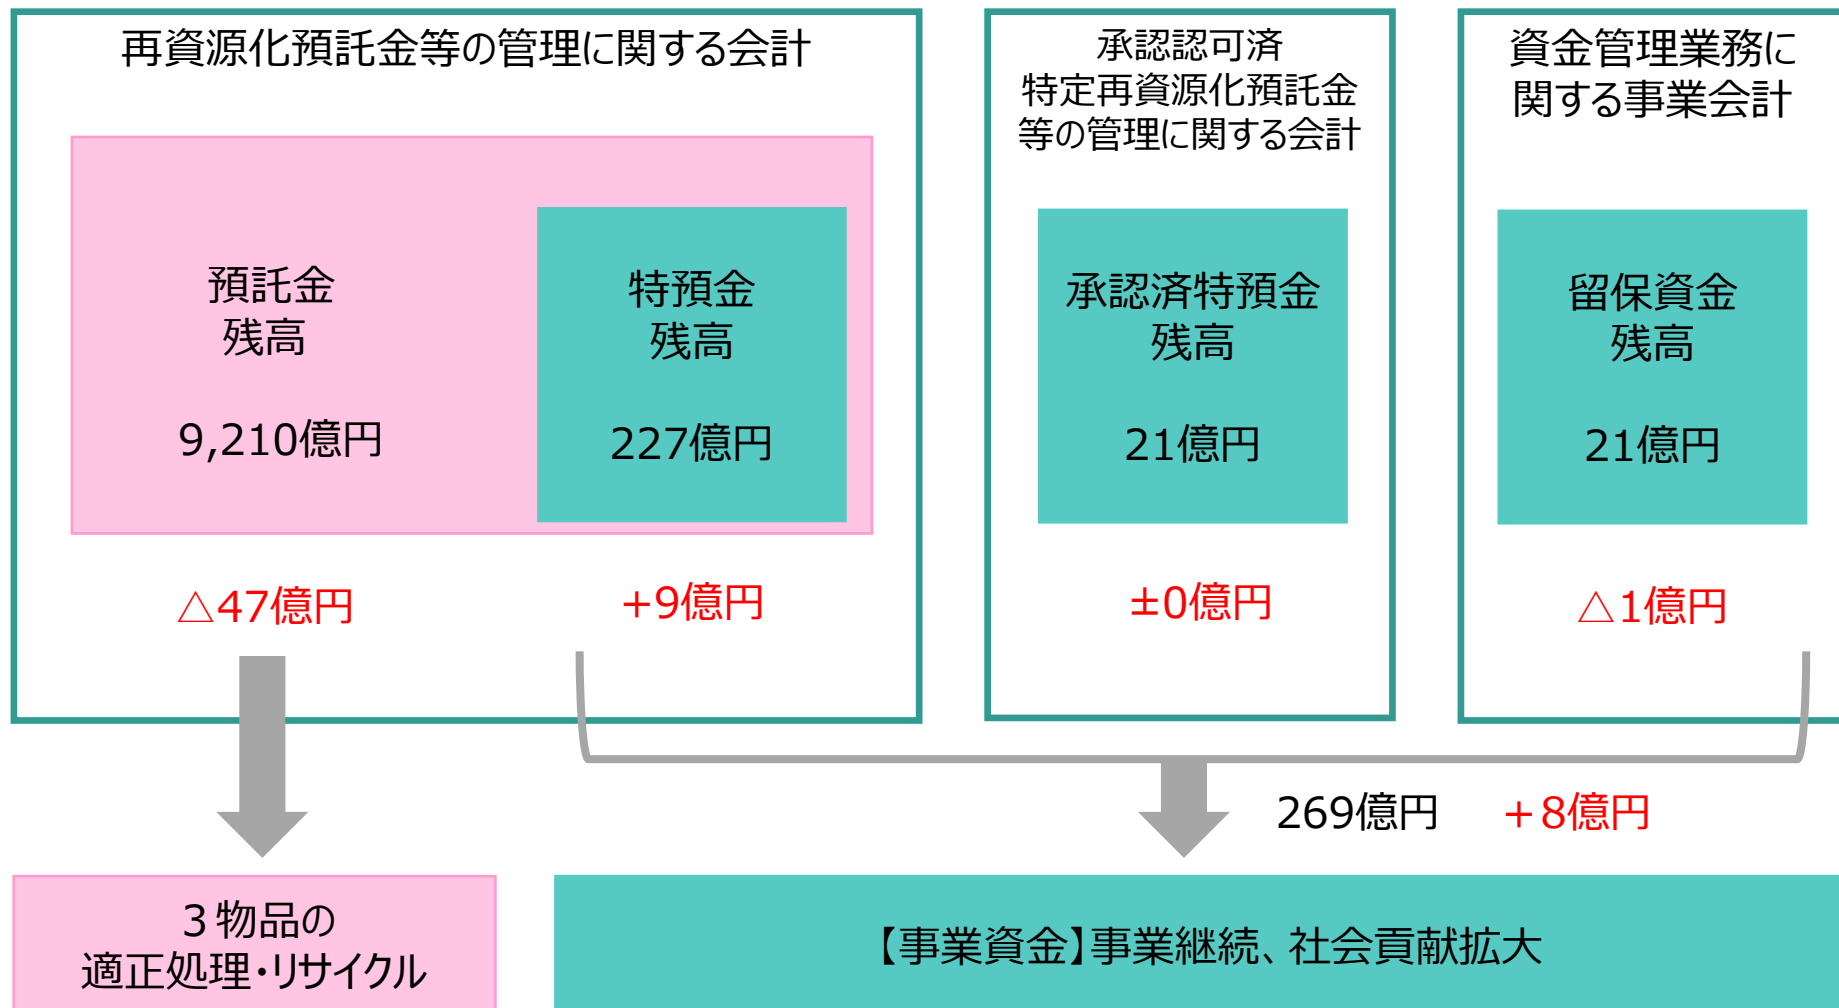 再資源化預託金等の管理に関する会計
預託金
残高
9,210億円
特預金
残高
227億円
△47億円
+9億円
承認認可済
特定再資源化預託金
等の管理に関する会計
承認済特預金
残高
21億円
±0億円
資金管理業務に
関する事業会計
留保資金
残高
21億円
△1億円
269億円 +8億円
3物品の
適正処理・リサイクル
【事業資金】事業継続、社会貢献拡大